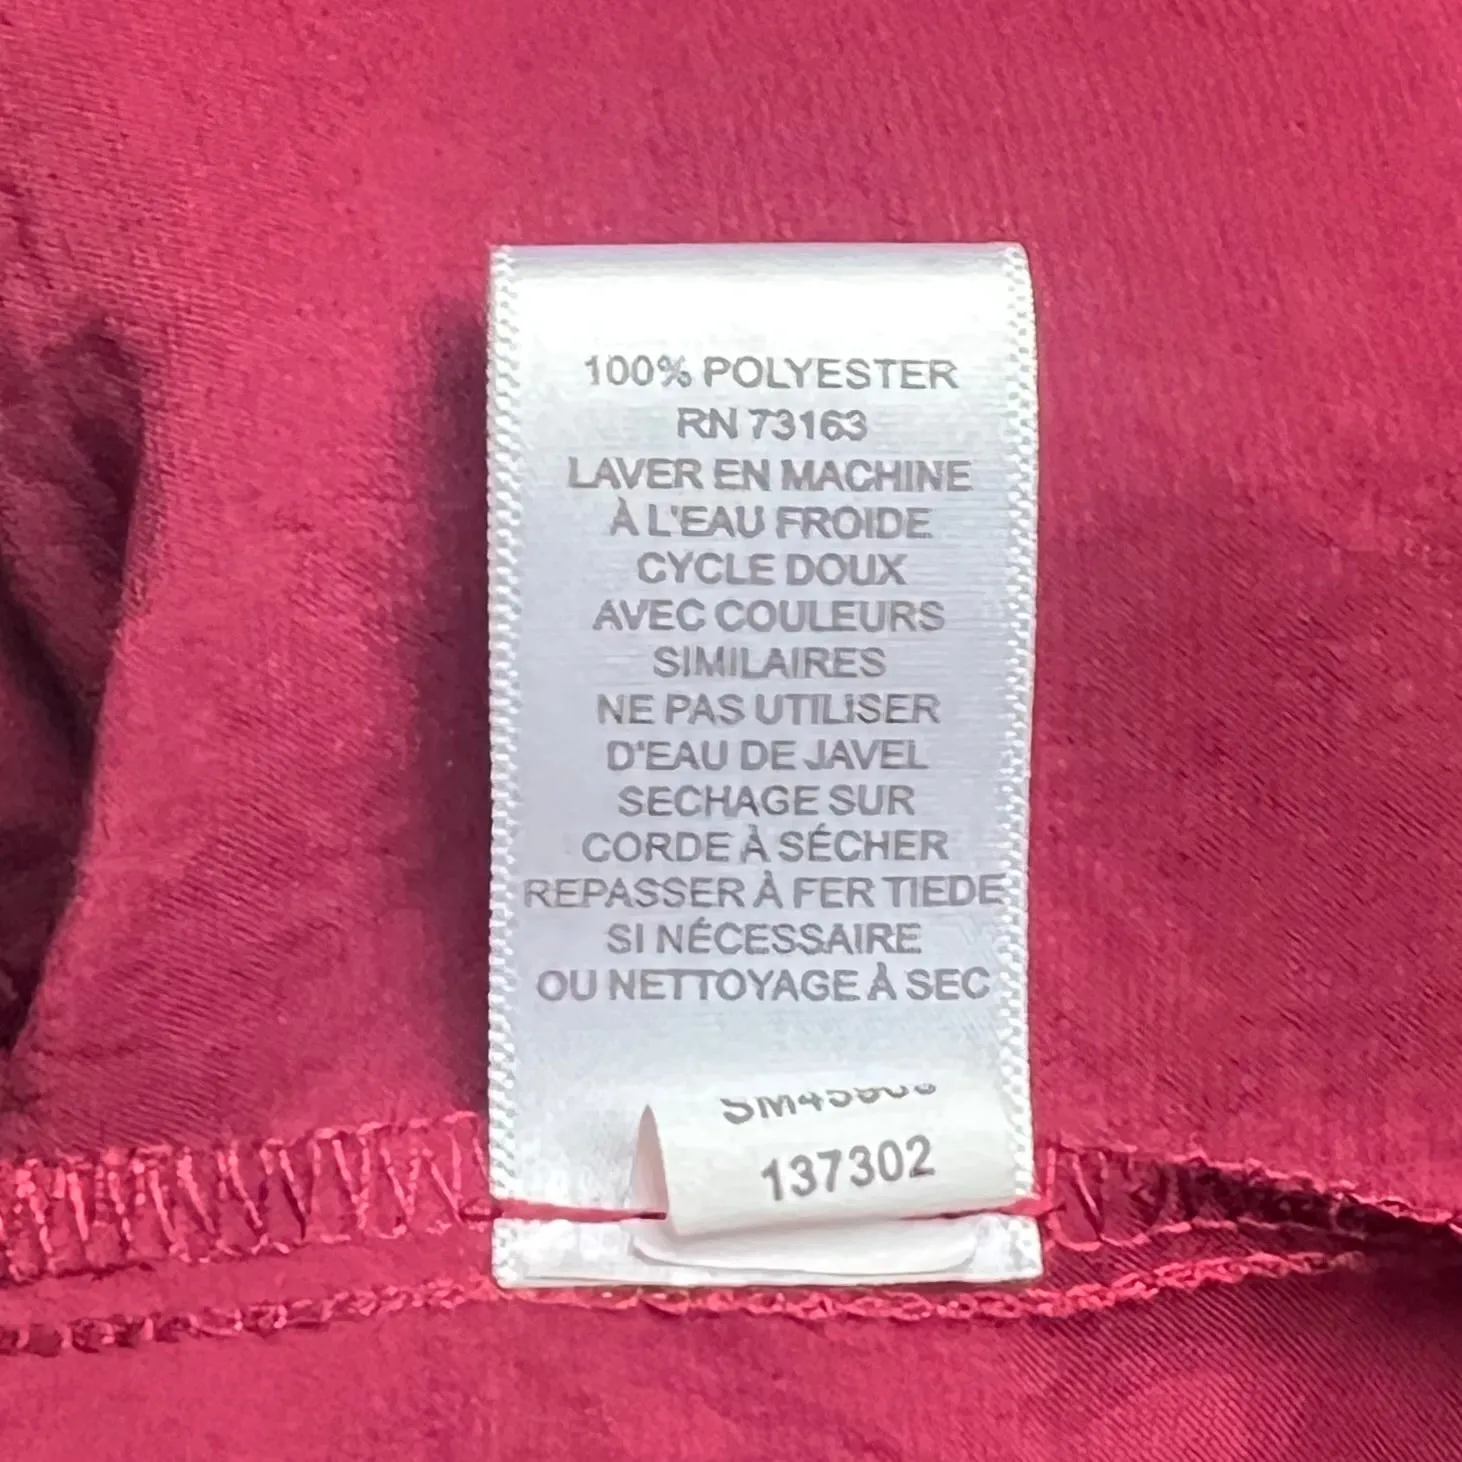 100% POLYESTER
RN 73163
LAVER EN MACHINE
À L'EAU FROIDE
CYCLE DOUX
AVEC COULEURS
SIMILAIRES
NE PAS UTILISER
D'EAU DE JAVEL
SECHAGE SUR
CORDE À SÉCHER
REPASSER À FER TIEDE
SI NÉCESSAIRE
OU NETTOYAGE À SEC
137302